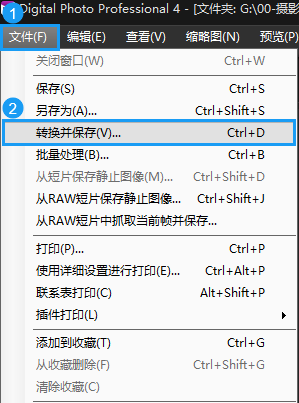 1 Digital Photo Professional 4 - [文件夹: G:\00-摄影
文件(F) 编辑(E) 查看(V) 缩略图(N) 预览(P)
关闭窗口(W) Ctrl+W
保存(S) Ctrl+S
另存为(A)... Ctrl+Shift+S
2
转换并保存(V)... Ctrl+D
批量处理(B)... Ctrl+B
从短片保存静止图像(M)... Ctrl+Shift+D
从RAW短片保存静止图像... Ctrl+Shift+J
从RAW短片中抓取当前帧并保存...
打印(P)... Ctrl+P
使用详细设置进行打印(E)... Ctrl+Alt+P
联系表打印(C) Alt+Shift+P
插件打印(L)
添加到收藏(T) Ctrl+G
从收藏删除(F) Ctrl+Shift+G
清除收藏(C)